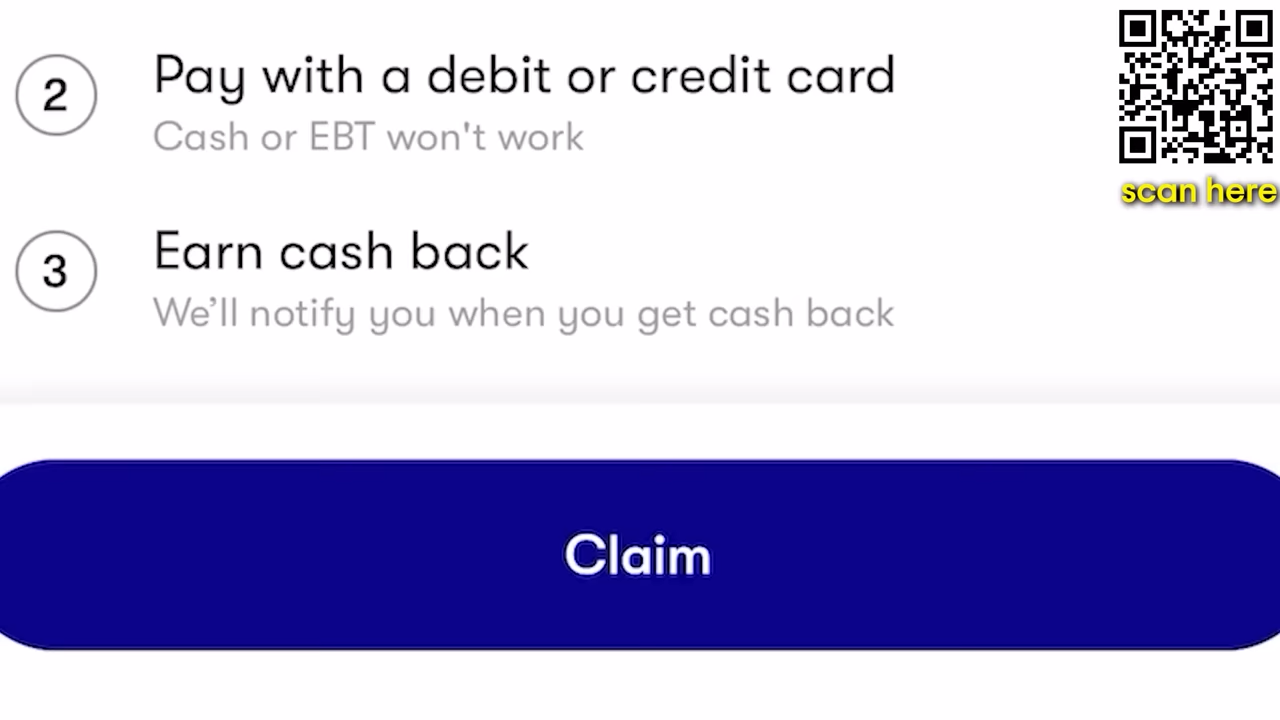 2
Pay with a debit or credit card
Cash or EBT won't work
scan here
3
Earn cash back
We’ll notify you when you get cash back
Claim